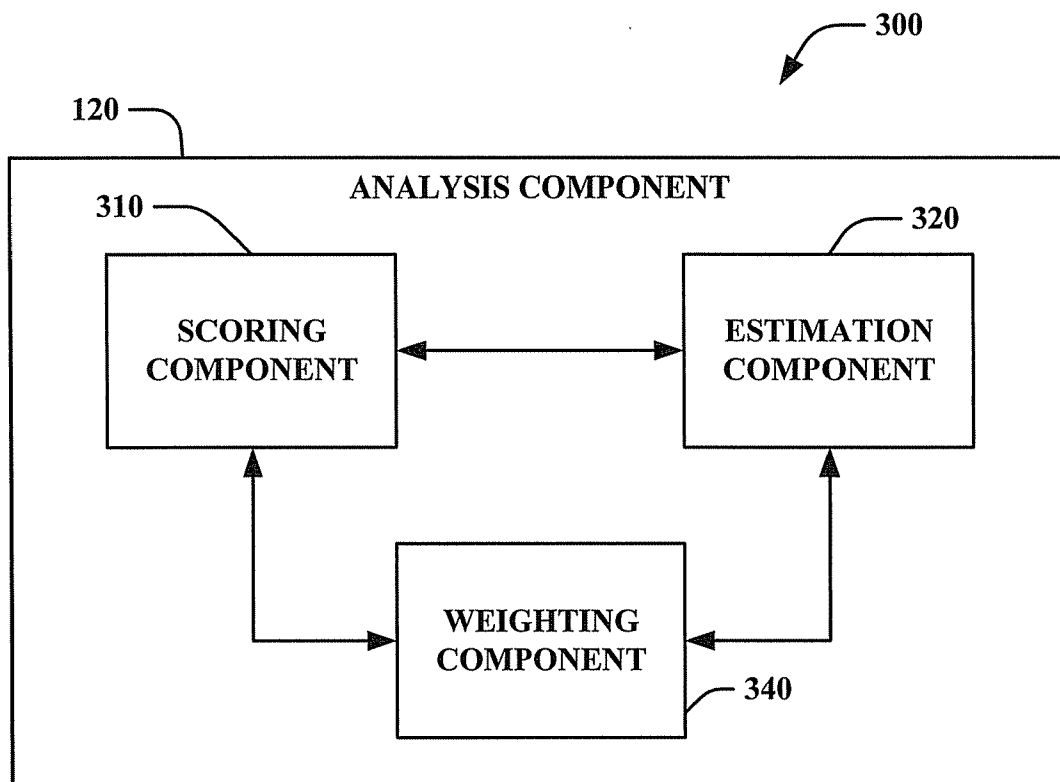 300
120
ANALYSIS COMPONENT
310
320
SCORING
COMPONENT
ESTIMATION
COMPONENT
WEIGHTING
COMPONENT
340